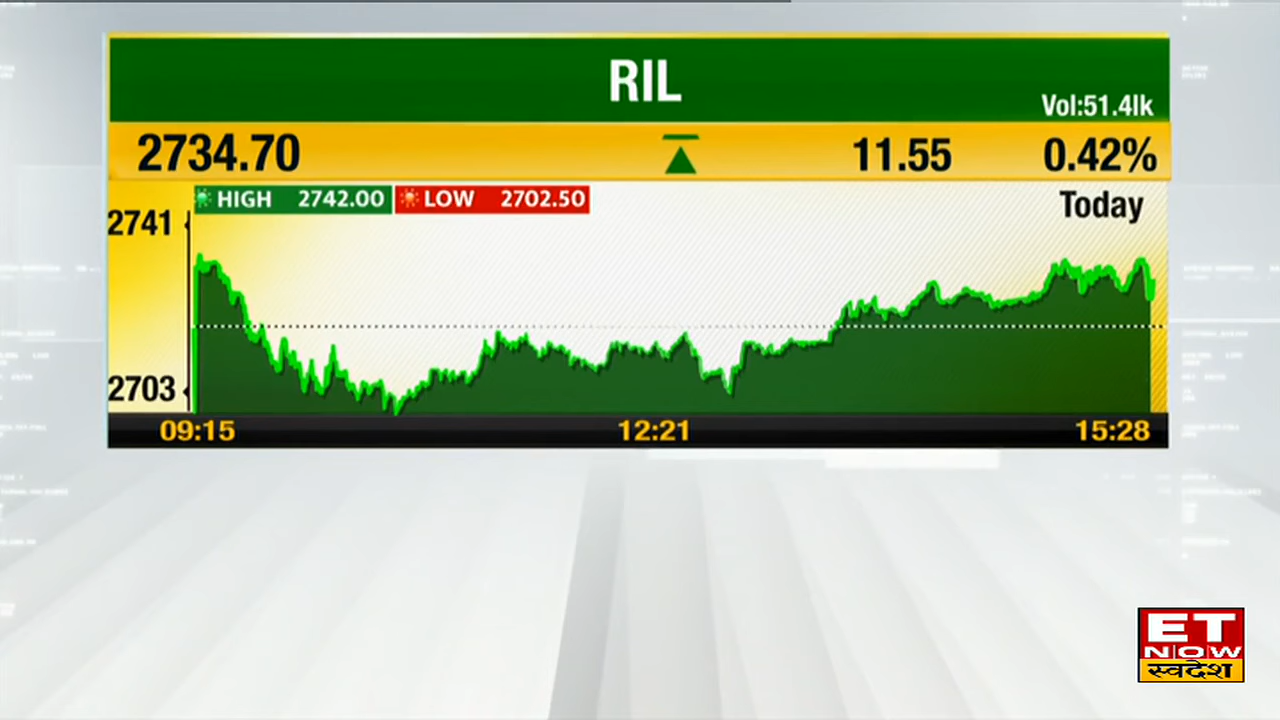 RIL
Vol:51.4lk
2734.70 11.55 0.42%
HIGH 2742.00 LOW 2702.50
Today
2741
2703
09:15 12:21 15:28
ET
NOW
स्वदेश